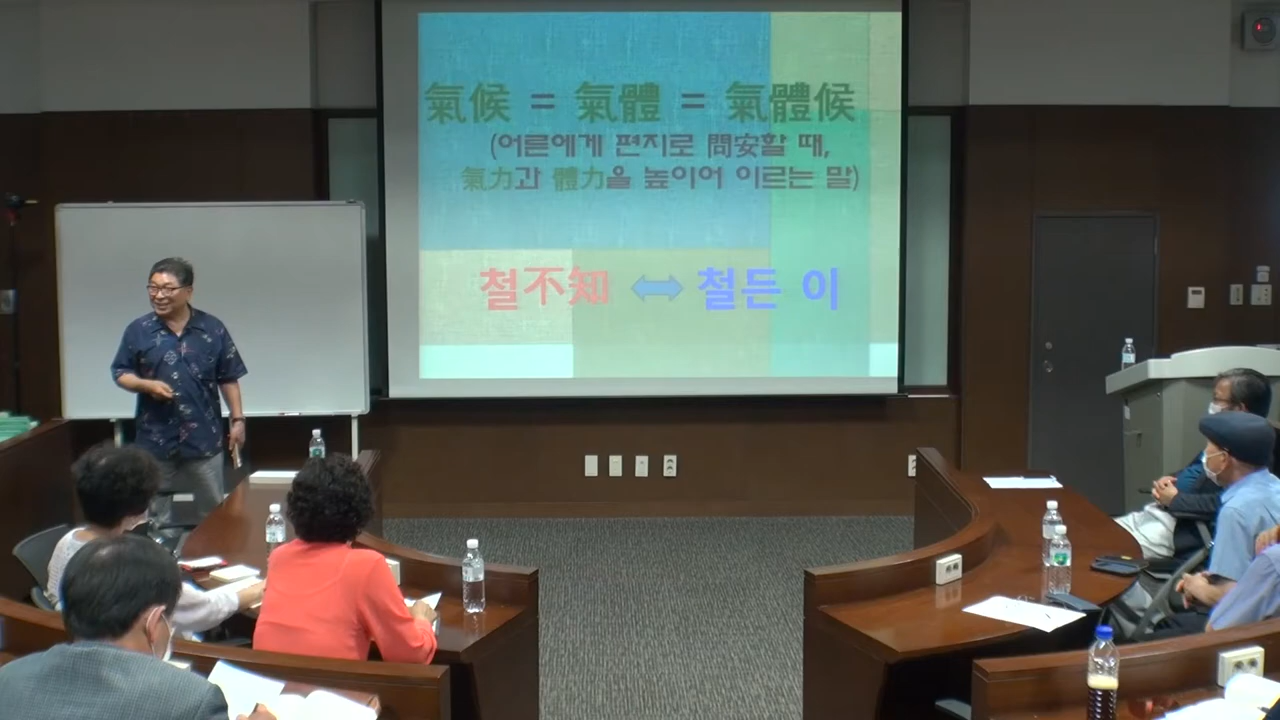 氣候 = 氣體 = 氣體候
(어른에게 편지로 問安할 때,
氣力과 體力을 높이어 이르는 말)
철不知 ⇔ 철든 이